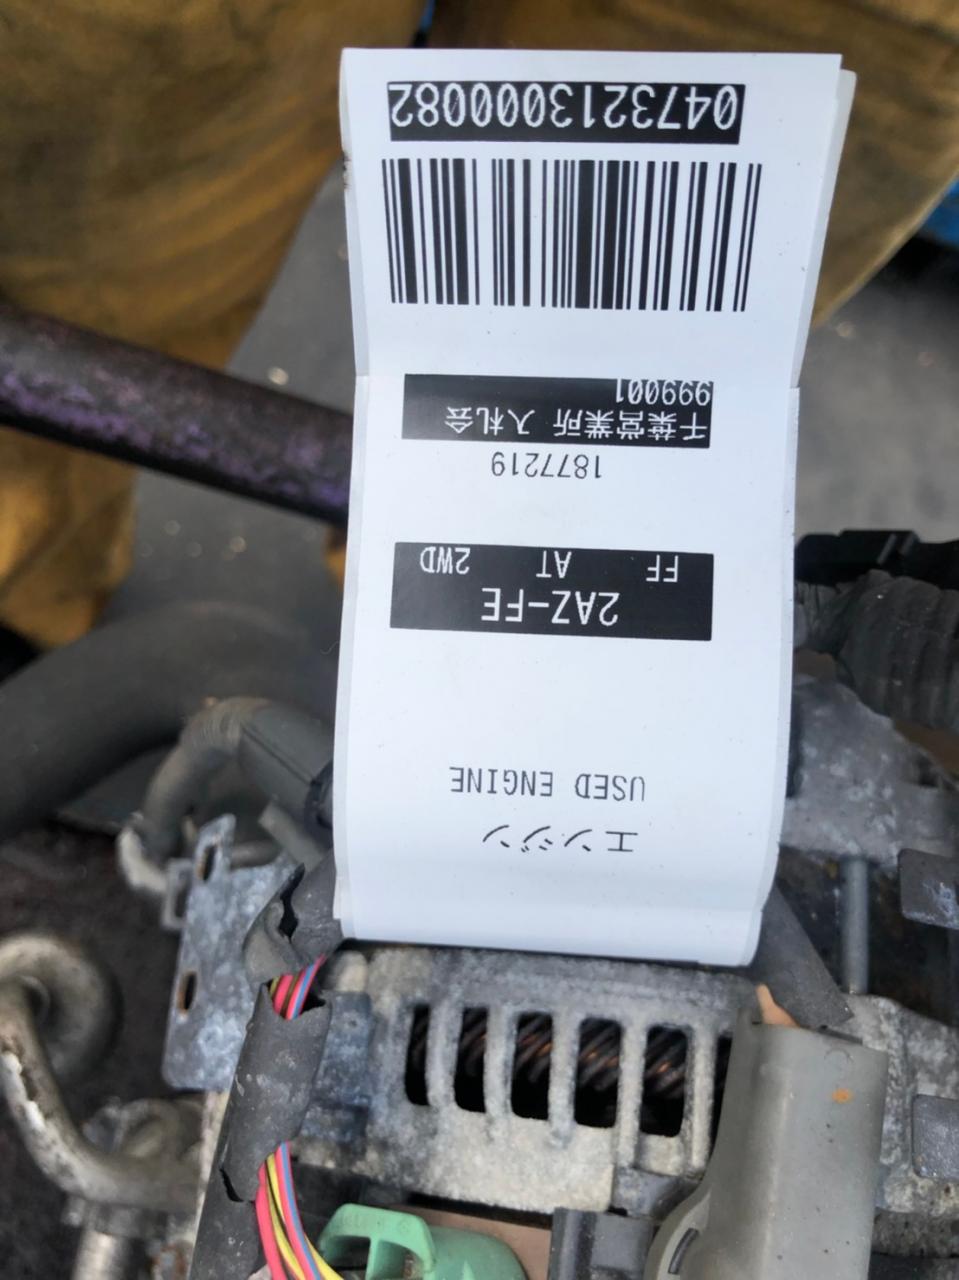 エンジン
USED ENGINE
2AZ-FE
FF AT 2WD
1877219
千葉営業所 入札会
999001
0473213000082